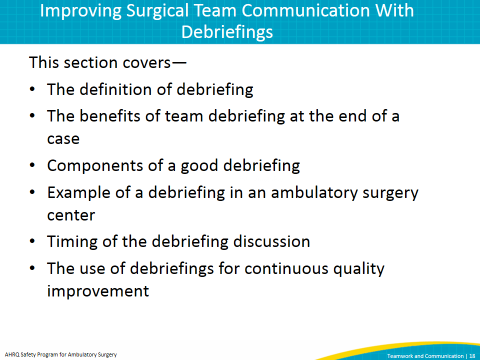 Improving Surgical Team Communication With
Debriefings
This section covers—
• The definition of debriefing
• The benefits of team debriefing at the end of a
case
• Components of a good debriefing
• Example of a debriefing in an ambulatory surgery
center
• Timing of the debriefing discussion
• The use of debriefings for continuous quality
improvement
AHRQ Safety Program for Ambulatory Surgery
Teamwork and Communication | 18